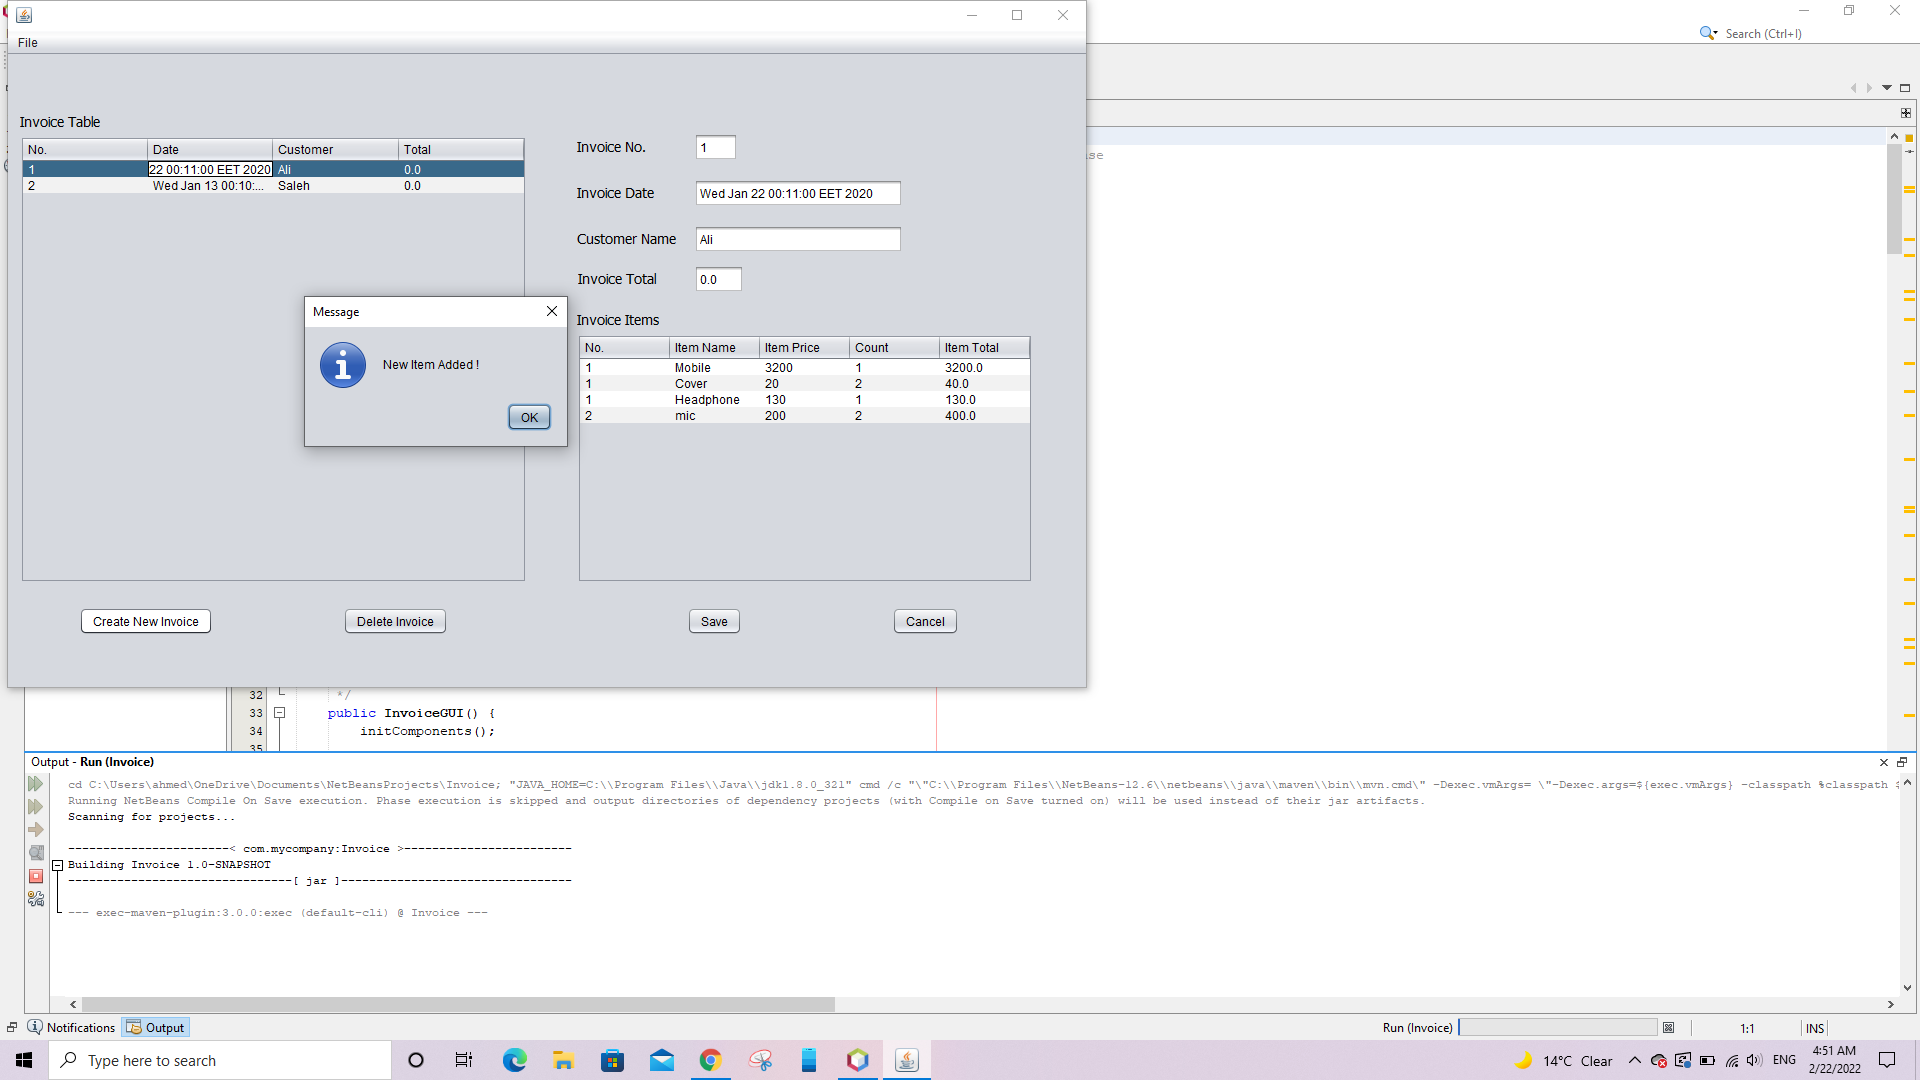 File
Search (Ctrl+I)
Invoice Table
No. Date Customer Total
1 22 00:11:00 EET 2020 Ali 0.0
2 Wed Jan 13 00:10:... Saleh 0.0
Invoice No. 1
Invoice Date Wed Jan 22 00:11:00 EET 2020
Customer Name Ali
Invoice Total 0.0
Message
New Item Added !
OK
Invoice Items
No. Item Name Item Price Count Item Total
1 Mobile 3200 1 3200.0
1 Cover 20 2 40.0
1 Headphone 130 1 130.0
2 mic 200 2 400.0
Create New Invoice Delete Invoice Save Cancel
32 */
33 public InvoiceGUI() {
34 initComponents();
35
Output - Run (Invoice)
cd C:\Users\ahmed\OneDrive\Documents\NetBeansProjects\Invoice; "JAVA_HOME=C:\\Program Files\\Java\\jdk1.8.0_321" cmd /c "\"C:\\Program Files\\NetBeans-12.6\\netbeans\\java\\maven\\bin\\mvn.cmd\" -Dexec.vmArgs= \"-Dexec.args=${exec.vmArgs} -classpath %classpath
Running NetBeans Compile On Save execution. Phase execution is skipped and output directories of dependency projects (with Compile on Save turned on) will be used instead of their jar artifacts.
Scanning for projects...
-----------------------< com.mycompany:Invoice >------------------------
Building Invoice 1.0-SNAPSHOT
--------------------------------[ jar ]---------------------------------
--- exec-maven-plugin:3.0.0:exec (default-cli) @ Invoice ---
Notifications Output Run (Invoice) 1:1 INS
Type here to search 14°C Clear ENG 4:51 AM
2/22/2022